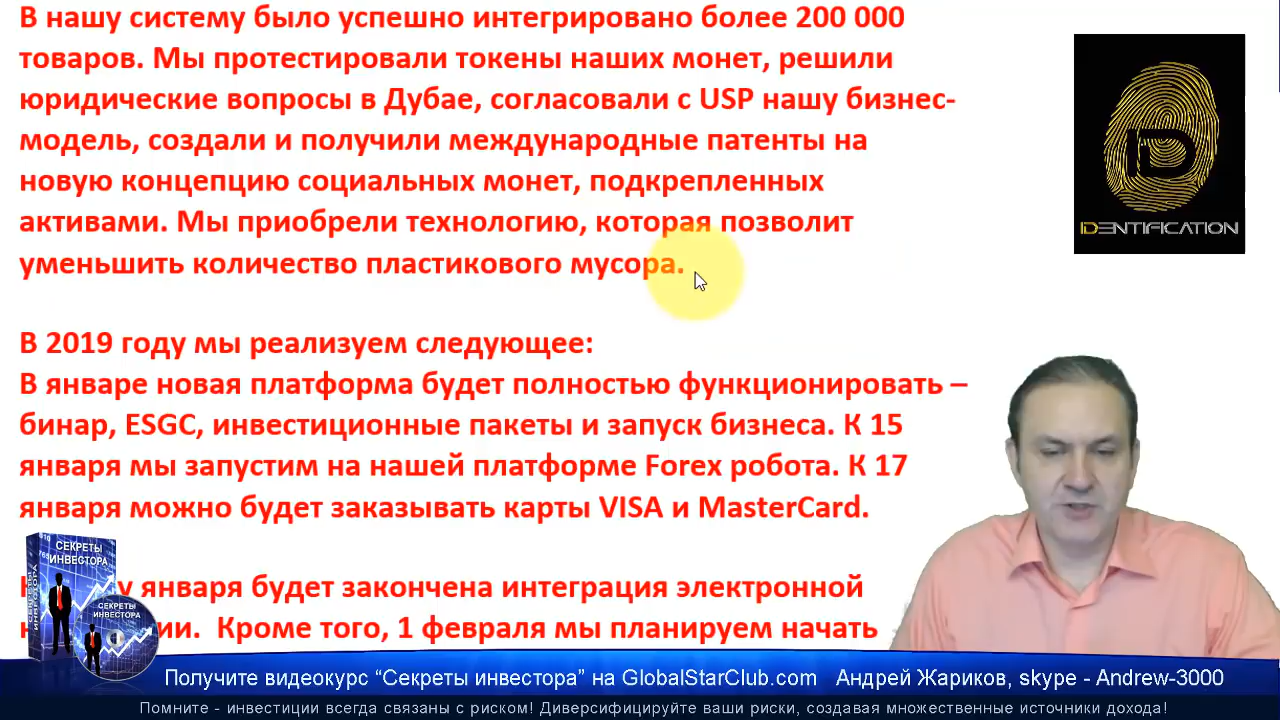 В нашу систему было успешно интегрировано более 200 000
товаров. Мы протестировали токены наших монет, решили
юридические вопросы в Дубае, согласовали с USP нашу бизнес-
модель, создали и получили международные патенты на
новую концепцию социальных монет, подкрепленных
активами. Мы приобрели технологию, которая позволит
уменьшить количество пластикового мусора.
ID
IDENTIFICATION
В 2019 году мы реализуем следующее:
В январе новая платформа будет полностью функционировать –
бинар, ESGC, инвестиционные пакеты и запуск бизнеса. К 15
января мы запустим на нашей платформе Forex робота. К 17
января можно будет заказывать карты VISA и MasterCard.
января будет закончена интеграция электронной
Кроме того, 1 февраля мы планируем начать
СЕКРЕТЫ
ИНВЕСТОРА
СЕКРЕТЫ
ИНВЕСТОРА
СЕКРЕТЫ
ИНВЕСТОРА
Получите видеокурс “Секреты инвестора” на GlobalStarClub.com Андрей Жариков, skype - Andrew-3000
Помните - инвестиции всегда связаны с риском! Диверсифицируйте ваши риски, создавая множественные источники дохода!